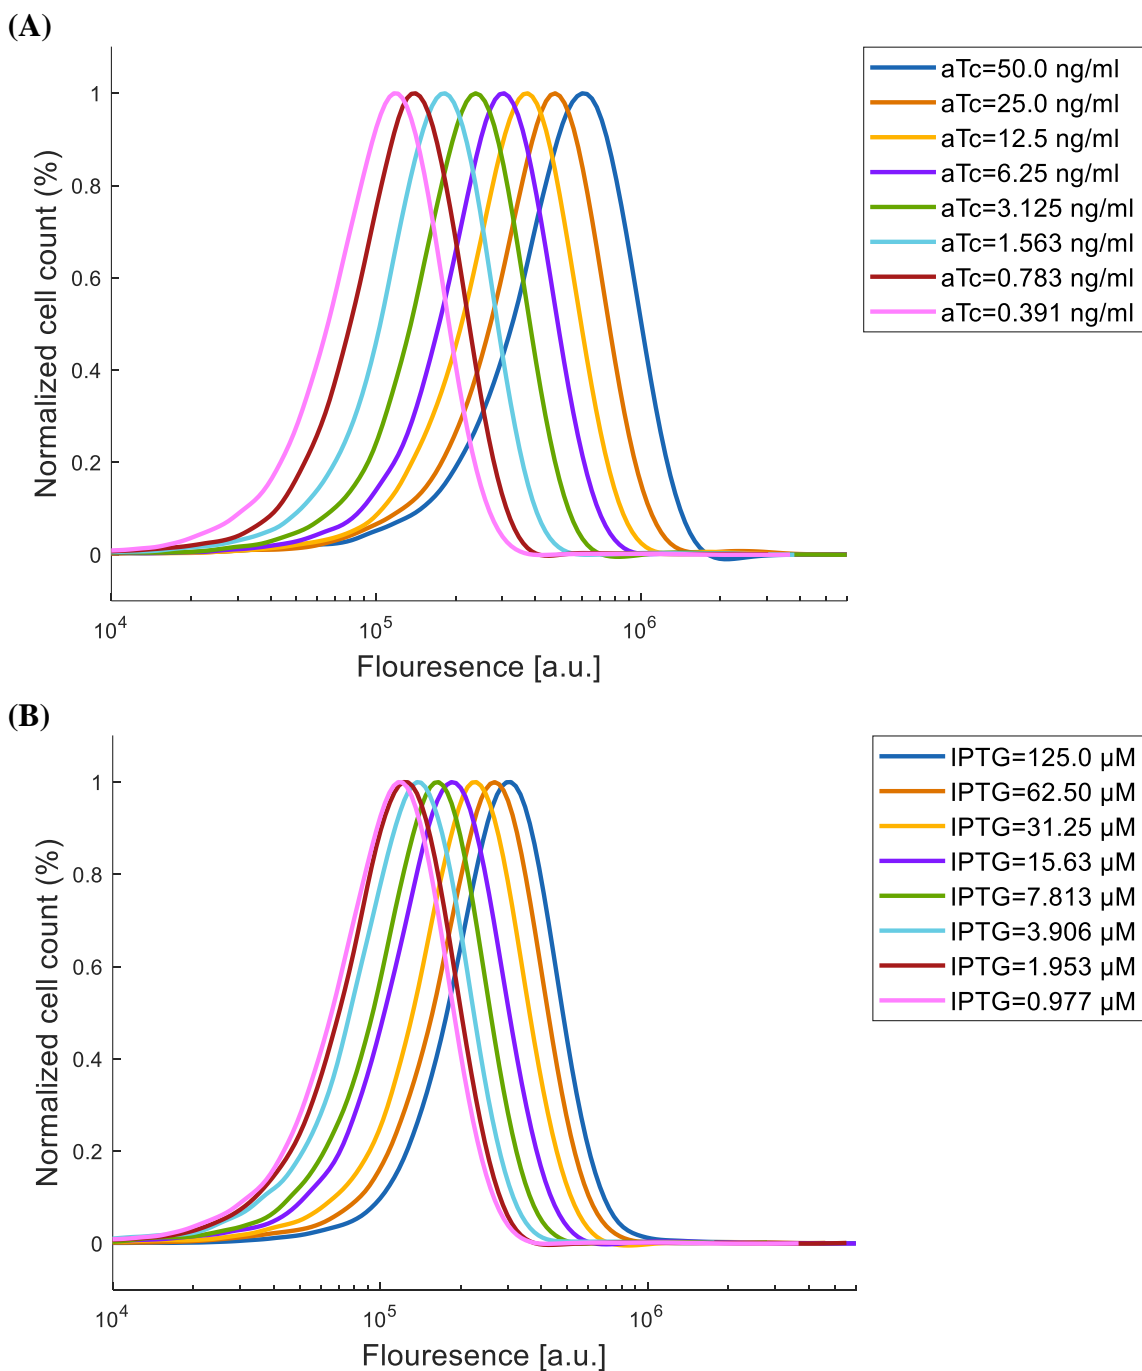 (A)
1
0.8
0.6
0.4
0.2
0
Normalized cell count (%)
10^4
10^5
10^6
Flouresence [a.u.]
aTc=50.0 ng/ml
aTc=25.0 ng/ml
aTc=12.5 ng/ml
aTc=6.25 ng/ml
aTc=3.125 ng/ml
aTc=1.563 ng/ml
aTc=0.783 ng/ml
aTc=0.391 ng/ml
(B)
1
0.8
0.6
0.4
0.2
0
Normalized cell count (%)
10^4
10^5
10^6
Flouresence [a.u.]
IPTG=125.0 µM
IPTG=62.50 µM
IPTG=31.25 µM
IPTG=15.63 µM
IPTG=7.813 µM
IPTG=3.906 µM
IPTG=1.953 µM
IPTG=0.977 µM